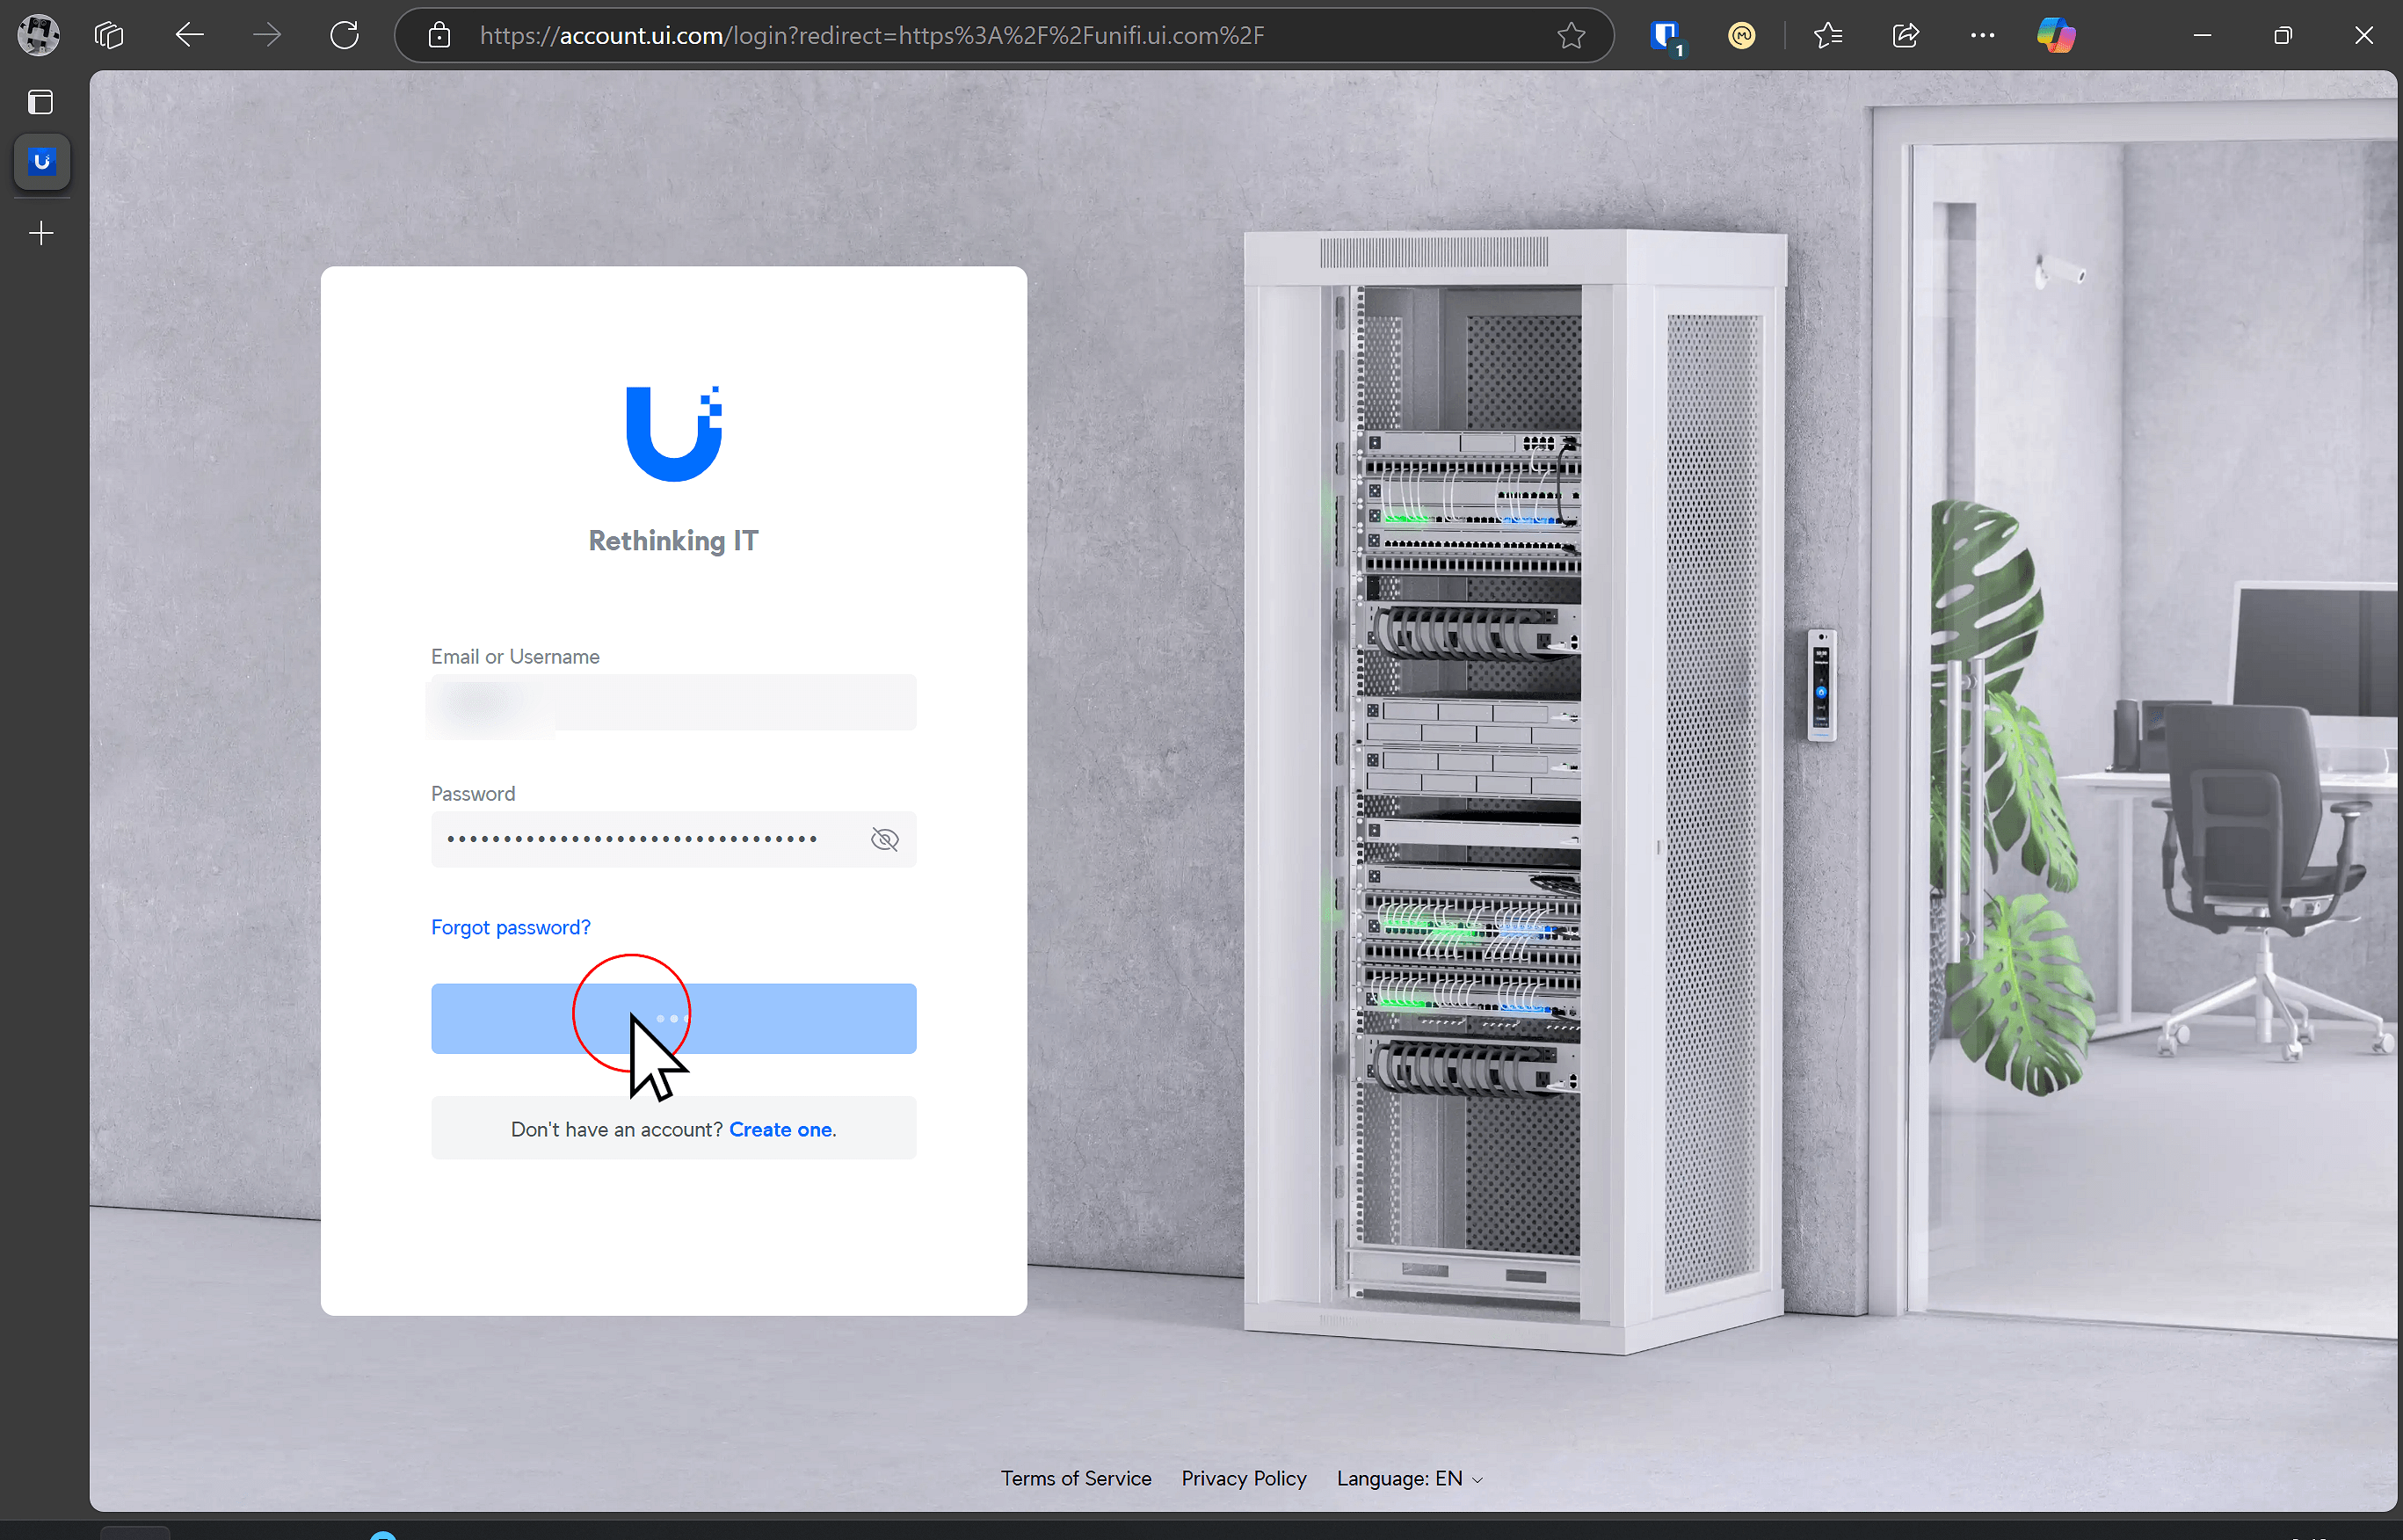 https://account.ui.com/login?redirect=https%3A%2F%2Funifi.ui.com%2F
1
Rethinking IT
Email or Username
Password
Forgot password?
Don't have an account? Create one.
Terms of Service Privacy Policy Language: EN